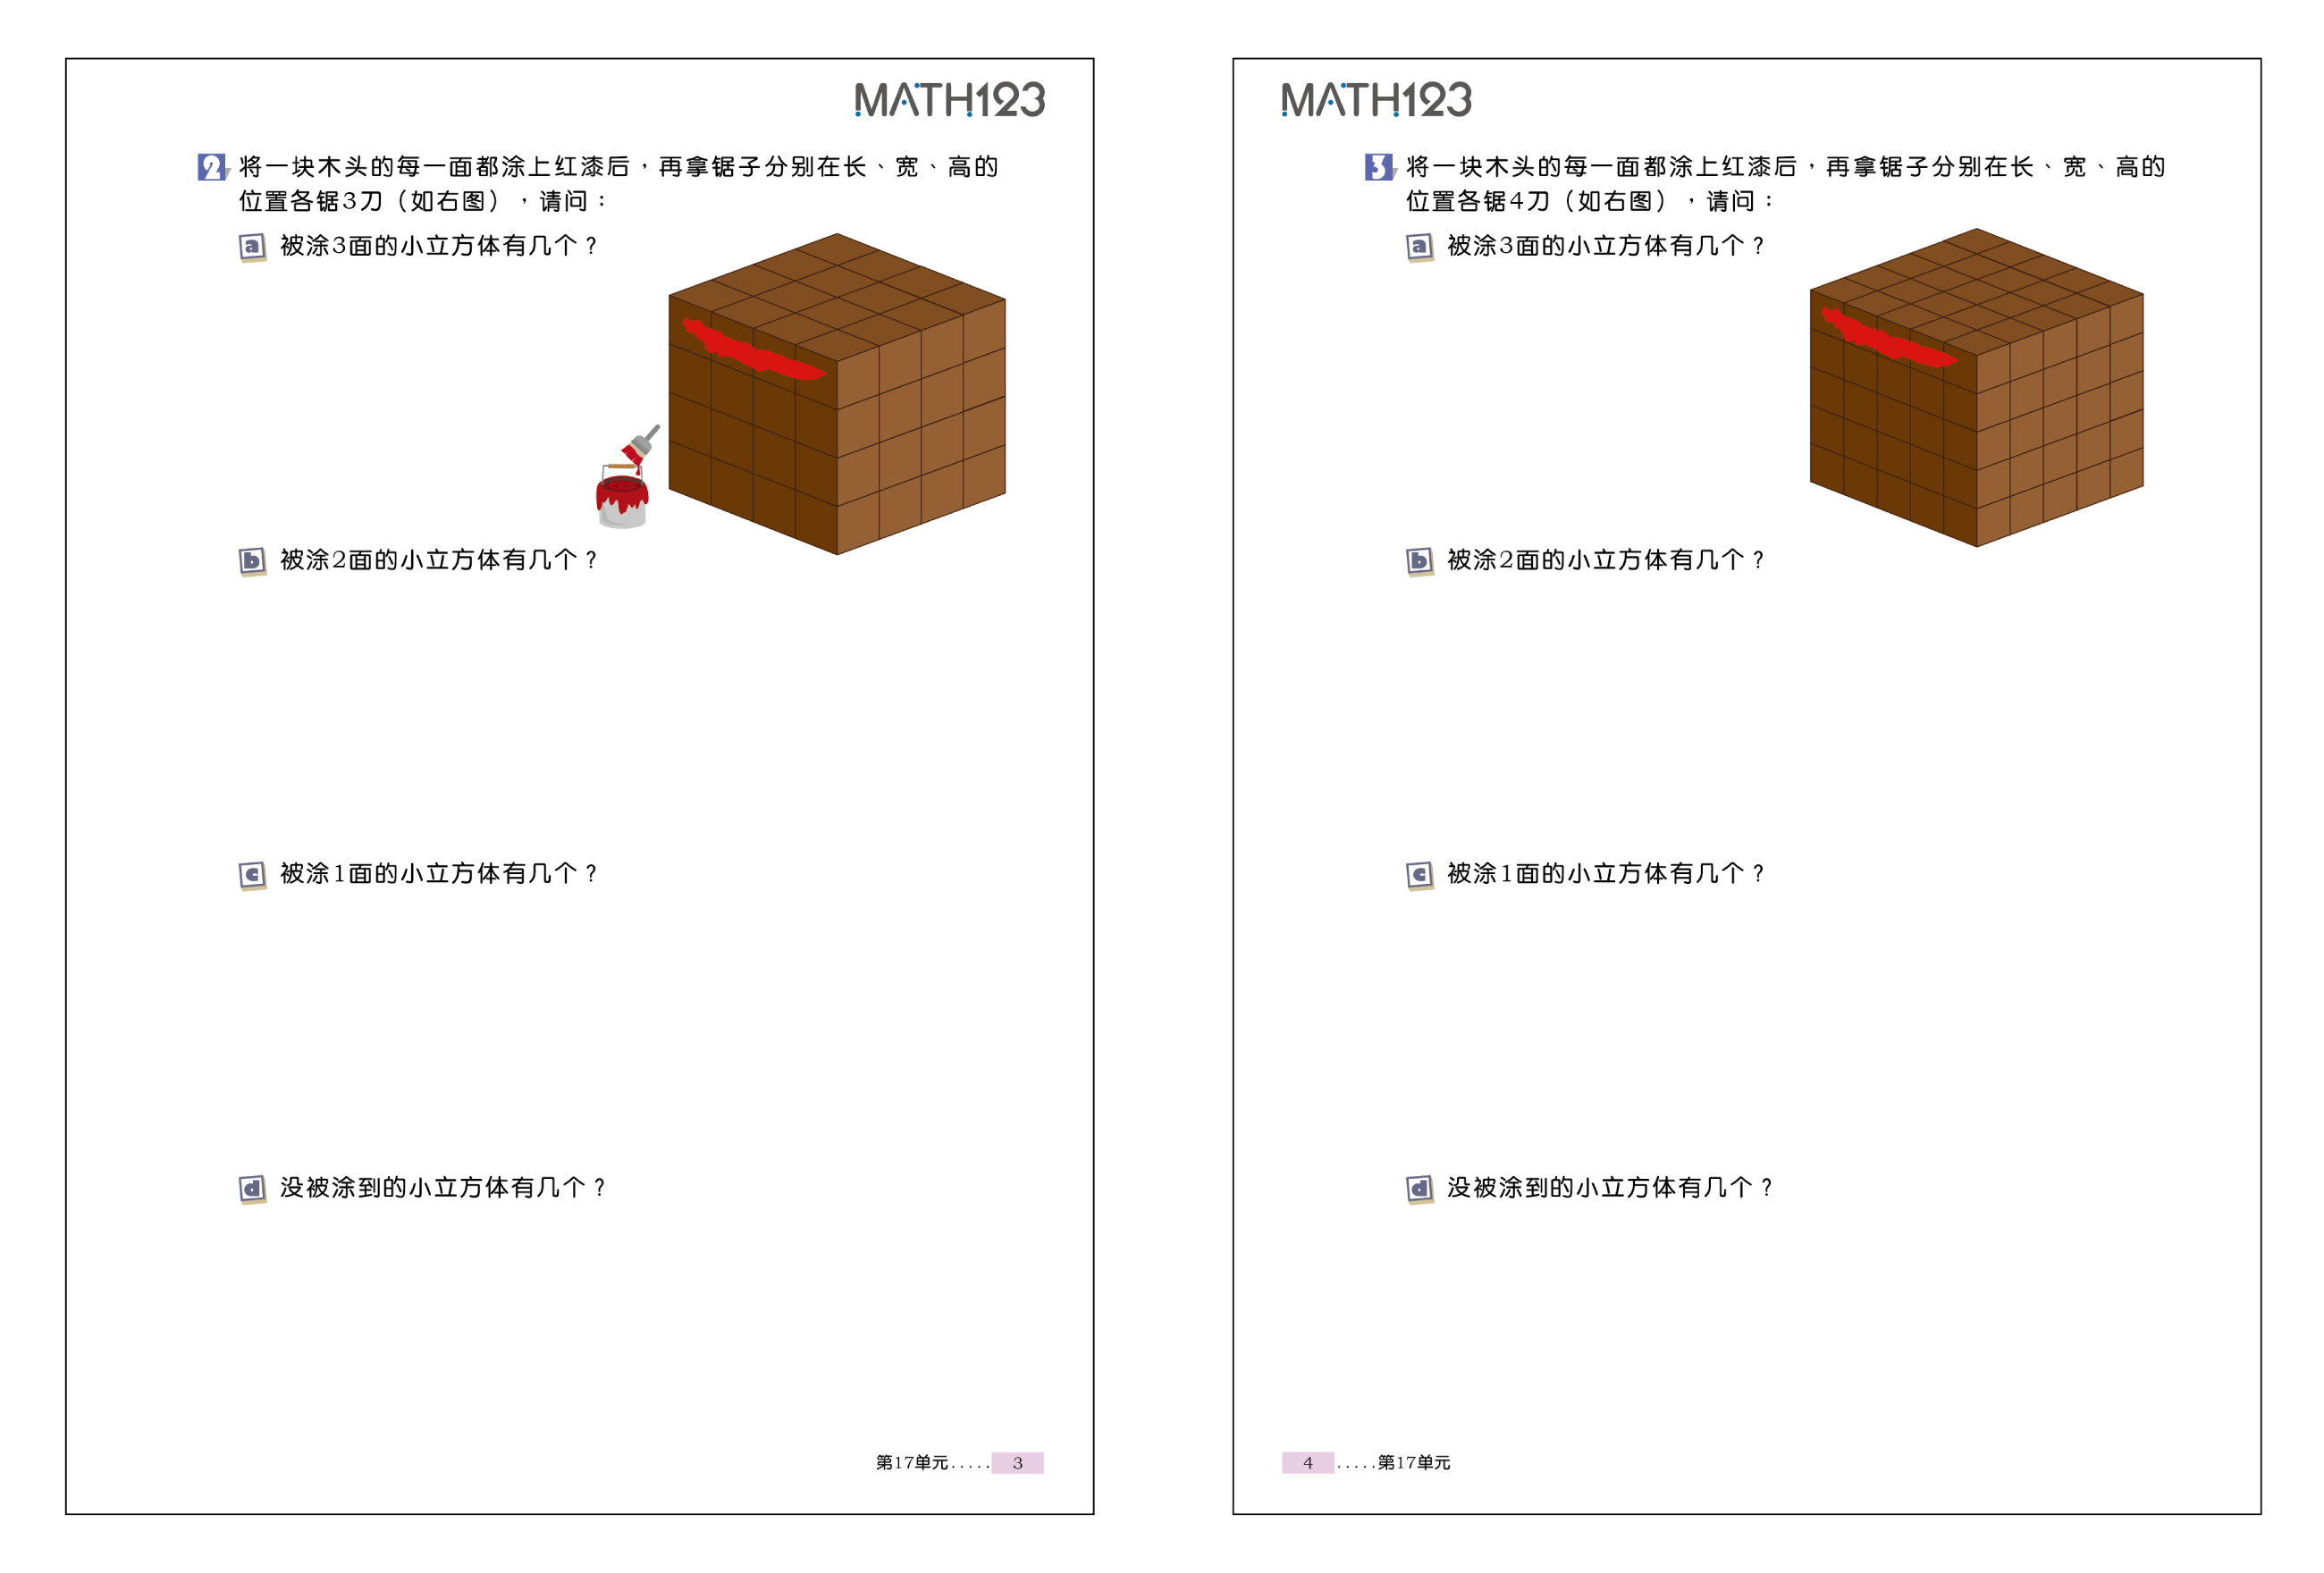 MATH123
2 将一块木头的每一面都涂上红漆后，再拿锯子分别在长、宽、高的
位置各锯3刀（如右图），请问：
a 被涂3面的小立方体有几个？
b 被涂2面的小立方体有几个？
c 被涂1面的小立方体有几个？
d 没被涂到的小立方体有几个？
第17单元.....3
MATH123
3 将一块木头的每一面都涂上红漆后，再拿锯子分别在长、宽、高的
位置各锯4刀（如右图），请问：
a 被涂3面的小立方体有几个？
b 被涂2面的小立方体有几个？
c 被涂1面的小立方体有几个？
d 没被涂到的小立方体有几个？
4.....第17单元